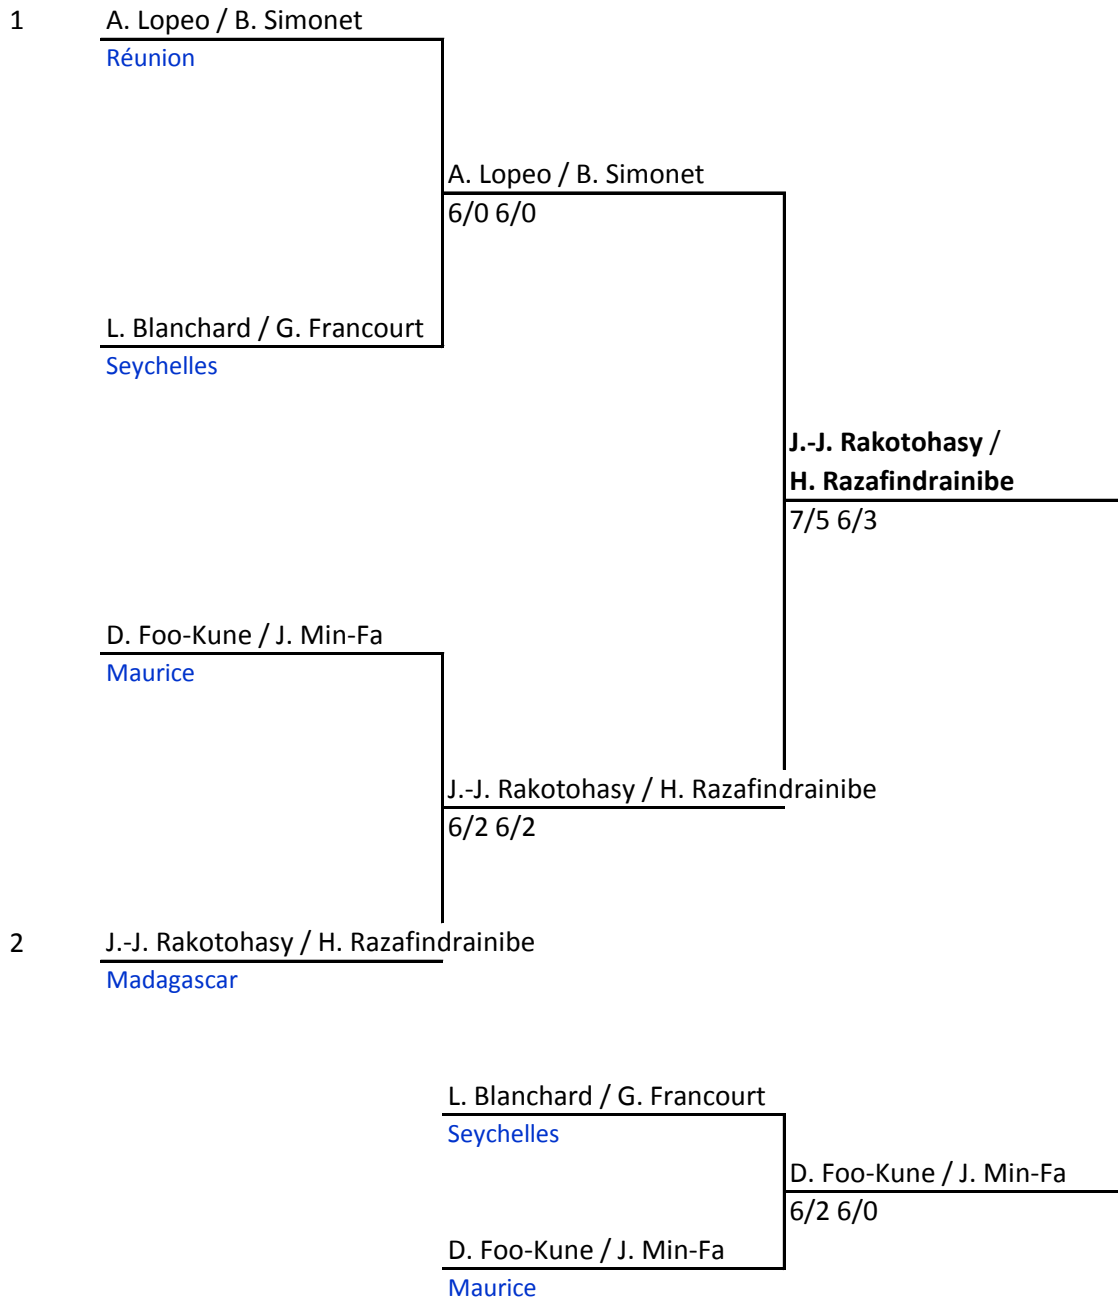 1 A. Lopeo / B. Simonet
Réunion
A. Lopeo / B. Simonet
6/0 6/0
L. Blanchard / G. Francourt
Seychelles
J.-J. Rakotohasy /
H. Razafindrainibe
7/5 6/3
D. Foo-Kune / J. Min-Fa
Maurice
J.-J. Rakotohasy / H. Razafindrainibe
6/2 6/2
2 J.-J. Rakotohasy / H. Razafindrainibe
Madagascar
L. Blanchard / G. Francourt
Seychelles
D. Foo-Kune / J. Min-Fa
6/2 6/0
D. Foo-Kune / J. Min-Fa
Maurice